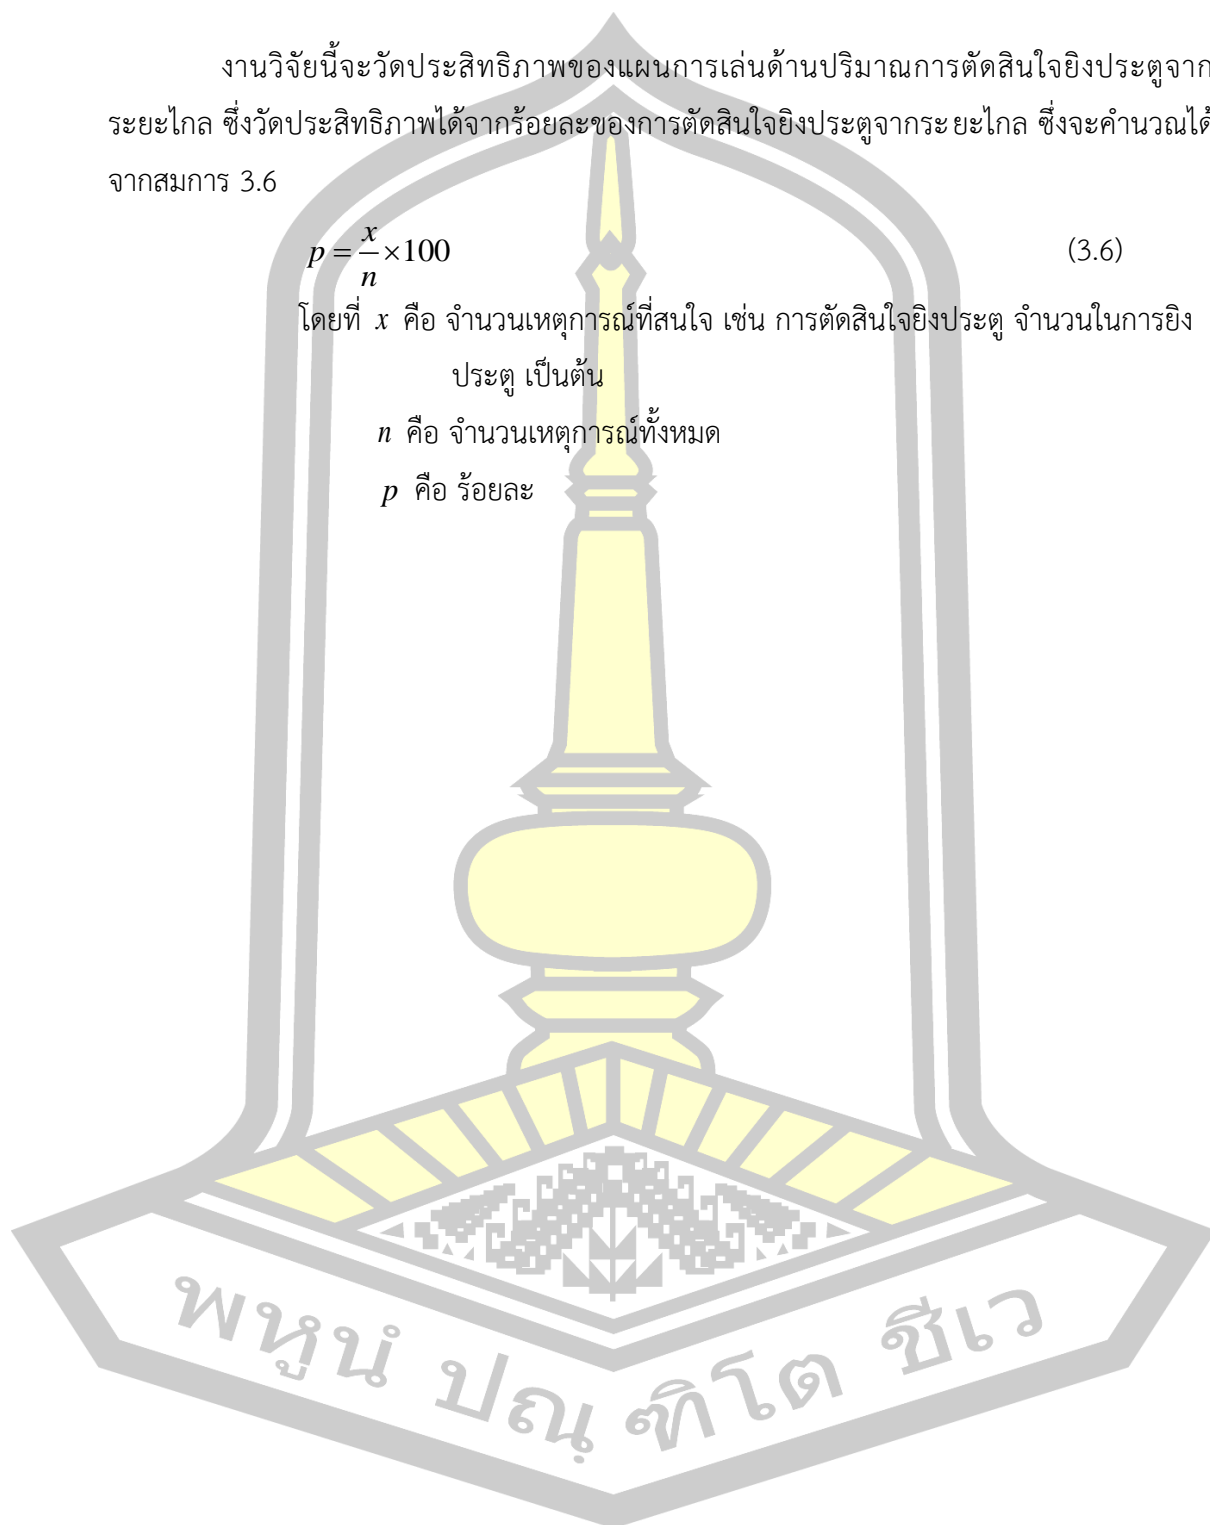 งานวิจัยนี้จะวัดประสิทธิภาพของแผนการเล่นด้านปริมาณการตัดสินใจยิงประตูจาก
ระยะไกล ซึ่งวัดประสิทธิภาพได้จากร้อยละของการตัดสินใจยิงประตูจากระยะไกล ซึ่งจะคำนวณได้
จากสมการ 3.6
p = x/n × 100 (3.6)
โดยที่ x คือ จำนวนเหตุการณ์ที่สนใจ เช่น การตัดสินใจยิงประตู จำนวนในการยิง
ประตู เป็นต้น
n คือ จำนวนเหตุการณ์ทั้งหมด
p คือ ร้อยละ
พหูนํ ปณฺ ฑิโต ชีเว